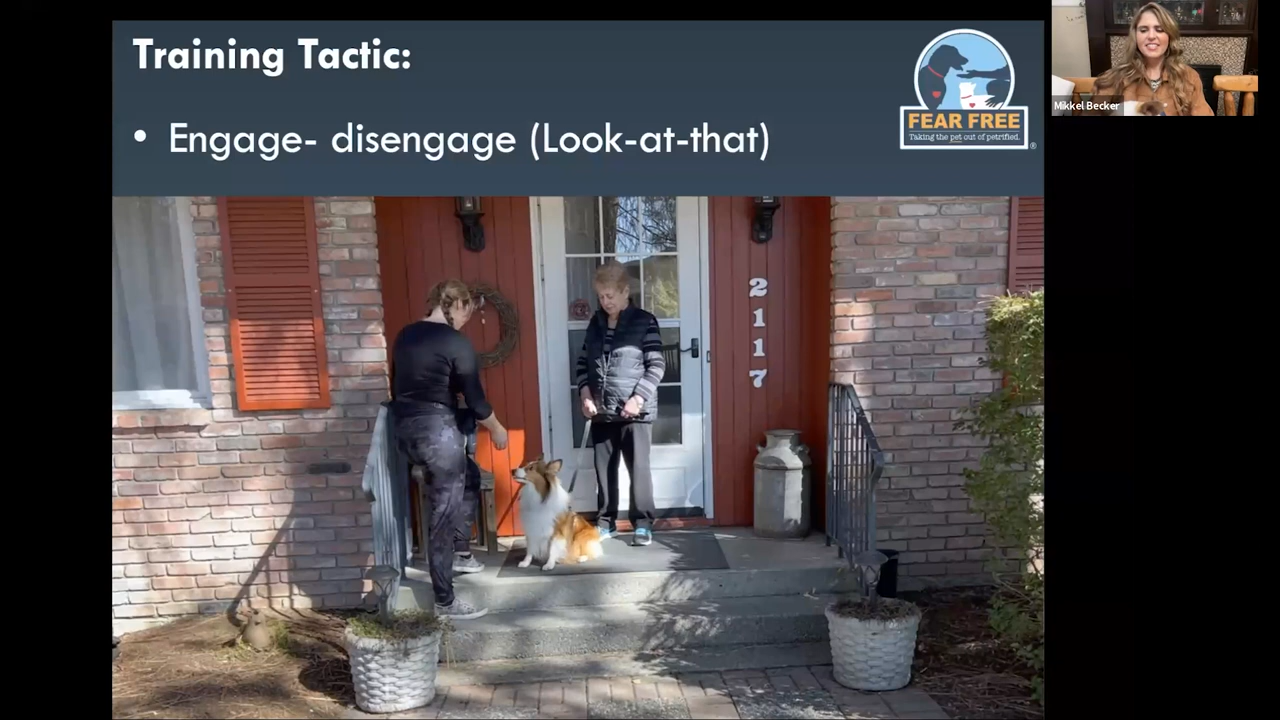 Training Tactic:
• Engage- disengage (Look-at-that)
FEAR FREE
Taking the pet out of petrified.
®
Mikkel Becker
2
1
1
7